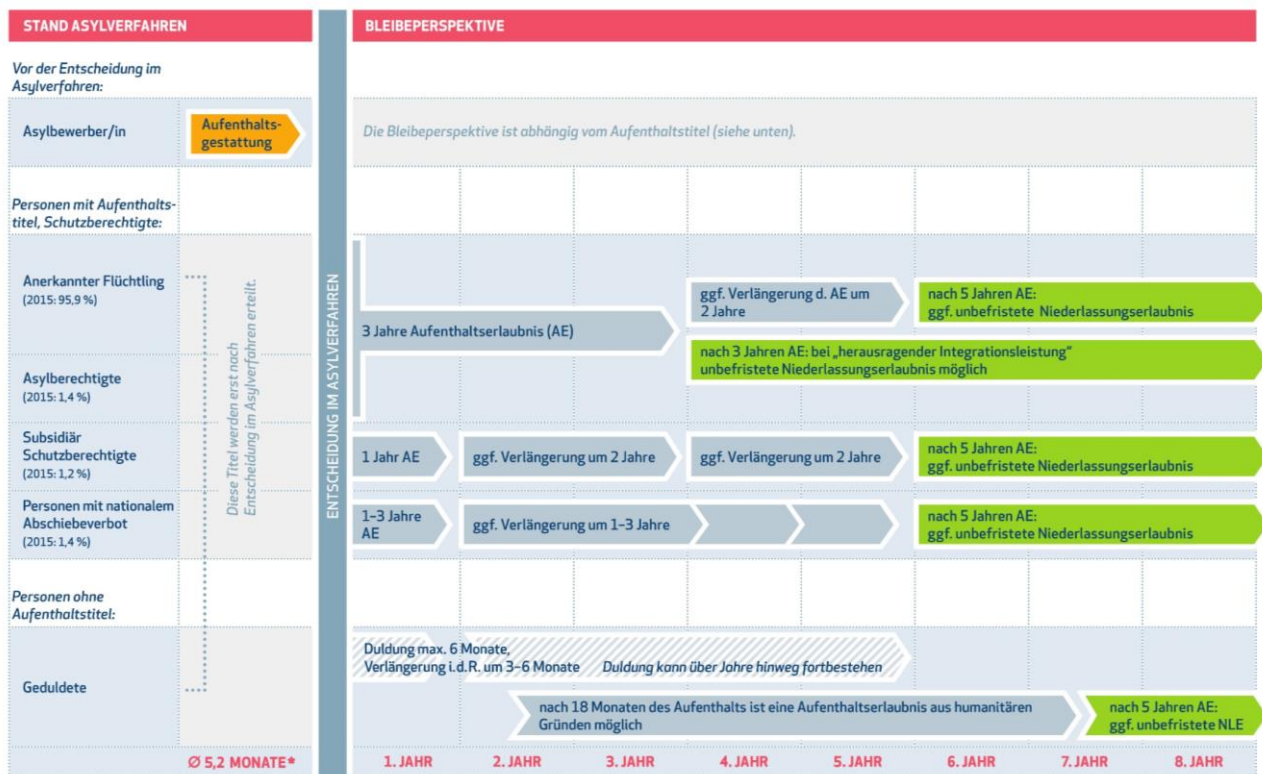 STAND ASYLVERFAHREN
BLEIBEPERSPEKTIVE
Vor der Entscheidung im
Asylverfahren:
Asylbewerber/in
Aufenthalts-
gestattung
Die Bleibeperspektive ist abhängig vom Aufenthaltstitel (siehe unten).
Personen mit Aufenthalts-
titel, Schutzberechtigte:
Anerkannter Flüchtling
(2015: 95,9 %)
Asylberechtigte
(2015: 1,4 %)
Subsidiär
Schutzberechtigte
(2015: 1,2 %)
Personen mit nationalem
Abschiebeverbot
(2015: 1,4 %)
Diese Titel werden erst nach
Entscheidung im Asylverfahren erteilt.
ENTSCHEIDUNG IM ASYLVERFAHREN
3 Jahre Aufenthaltserlaubnis (AE)
ggf. Verlängerung d. AE um
2 Jahre
nach 5 Jahren AE:
ggf. unbefristete Niederlassungserlaubnis
nach 3 Jahren AE: bei „herausragender Integrationsleistung“
unbefristete Niederlassungserlaubnis möglich
1 Jahr AE
ggf. Verlängerung um 2 Jahre
ggf. Verlängerung um 2 Jahre
nach 5 Jahren AE:
ggf. unbefristete Niederlassungserlaubnis
1–3 Jahre
AE
ggf. Verlängerung um 1–3 Jahre
nach 5 Jahren AE:
ggf. unbefristete Niederlassungserlaubnis
Personen ohne
Aufenthaltstitel:
Geduldete
Duldung max. 6 Monate,
Verlängerung i.d.R. um 3–6 Monate
Duldung kann über Jahre hinweg fortbestehen
nach 18 Monaten des Aufenthalts ist eine Aufenthaltserlaubnis aus humanitären
Gründen möglich
nach 5 Jahren AE:
ggf. unbefristete NLE
Ø 5,2 MONATE*
1. JAHR
2. JAHR
3. JAHR
4. JAHR
5. JAHR
6. JAHR
7. JAHR
8. JAHR